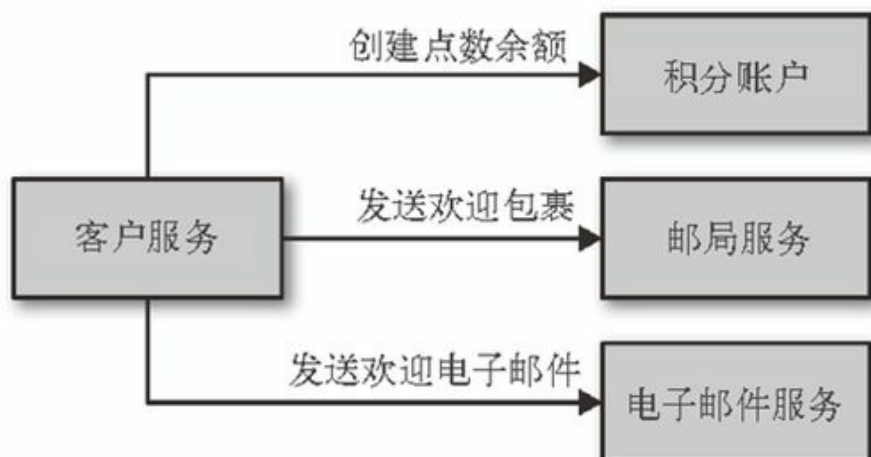 创建点数余额
积分账户
客户服务
发送欢迎包裹
邮局服务
发送欢迎电子邮件
电子邮件服务